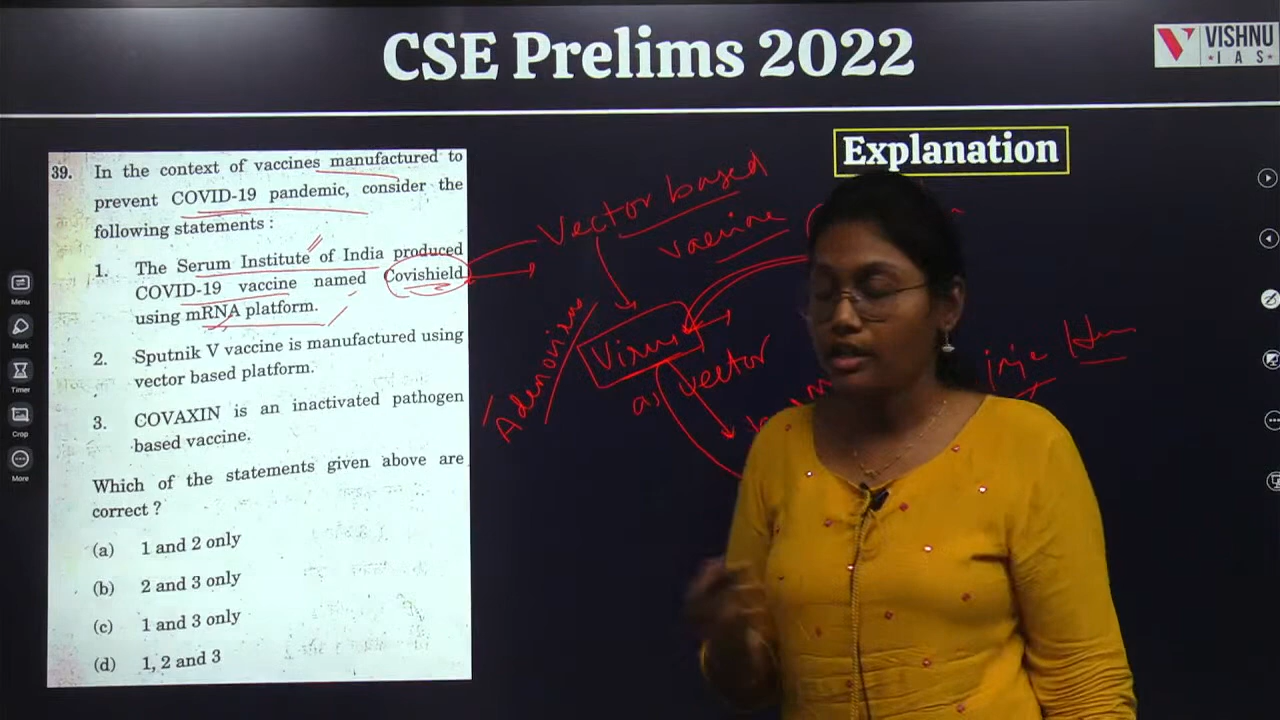 CSE Prelims 2022
VISHNU
IAS
Explanation
39. In the context of vaccines manufactured to
prevent COVID-19 pandemic, consider the
following statements :
1. The Serum Institute of India produced
COVID-19 vaccine named Covishield
using mRNA platform.
2. Sputnik V vaccine is manufactured using
vector based platform.
3. COVAXIN is an inactivated pathogen
based vaccine.
Which of the statements given above are
correct ?
(a) 1 and 2 only
(b) 2 and 3 only
(c) 1 and 3 only
(d) 1, 2 and 3
Vector based
vaccine
Adenovirus
Virus
as vector
Menu
Mark
Timer
Crop
More